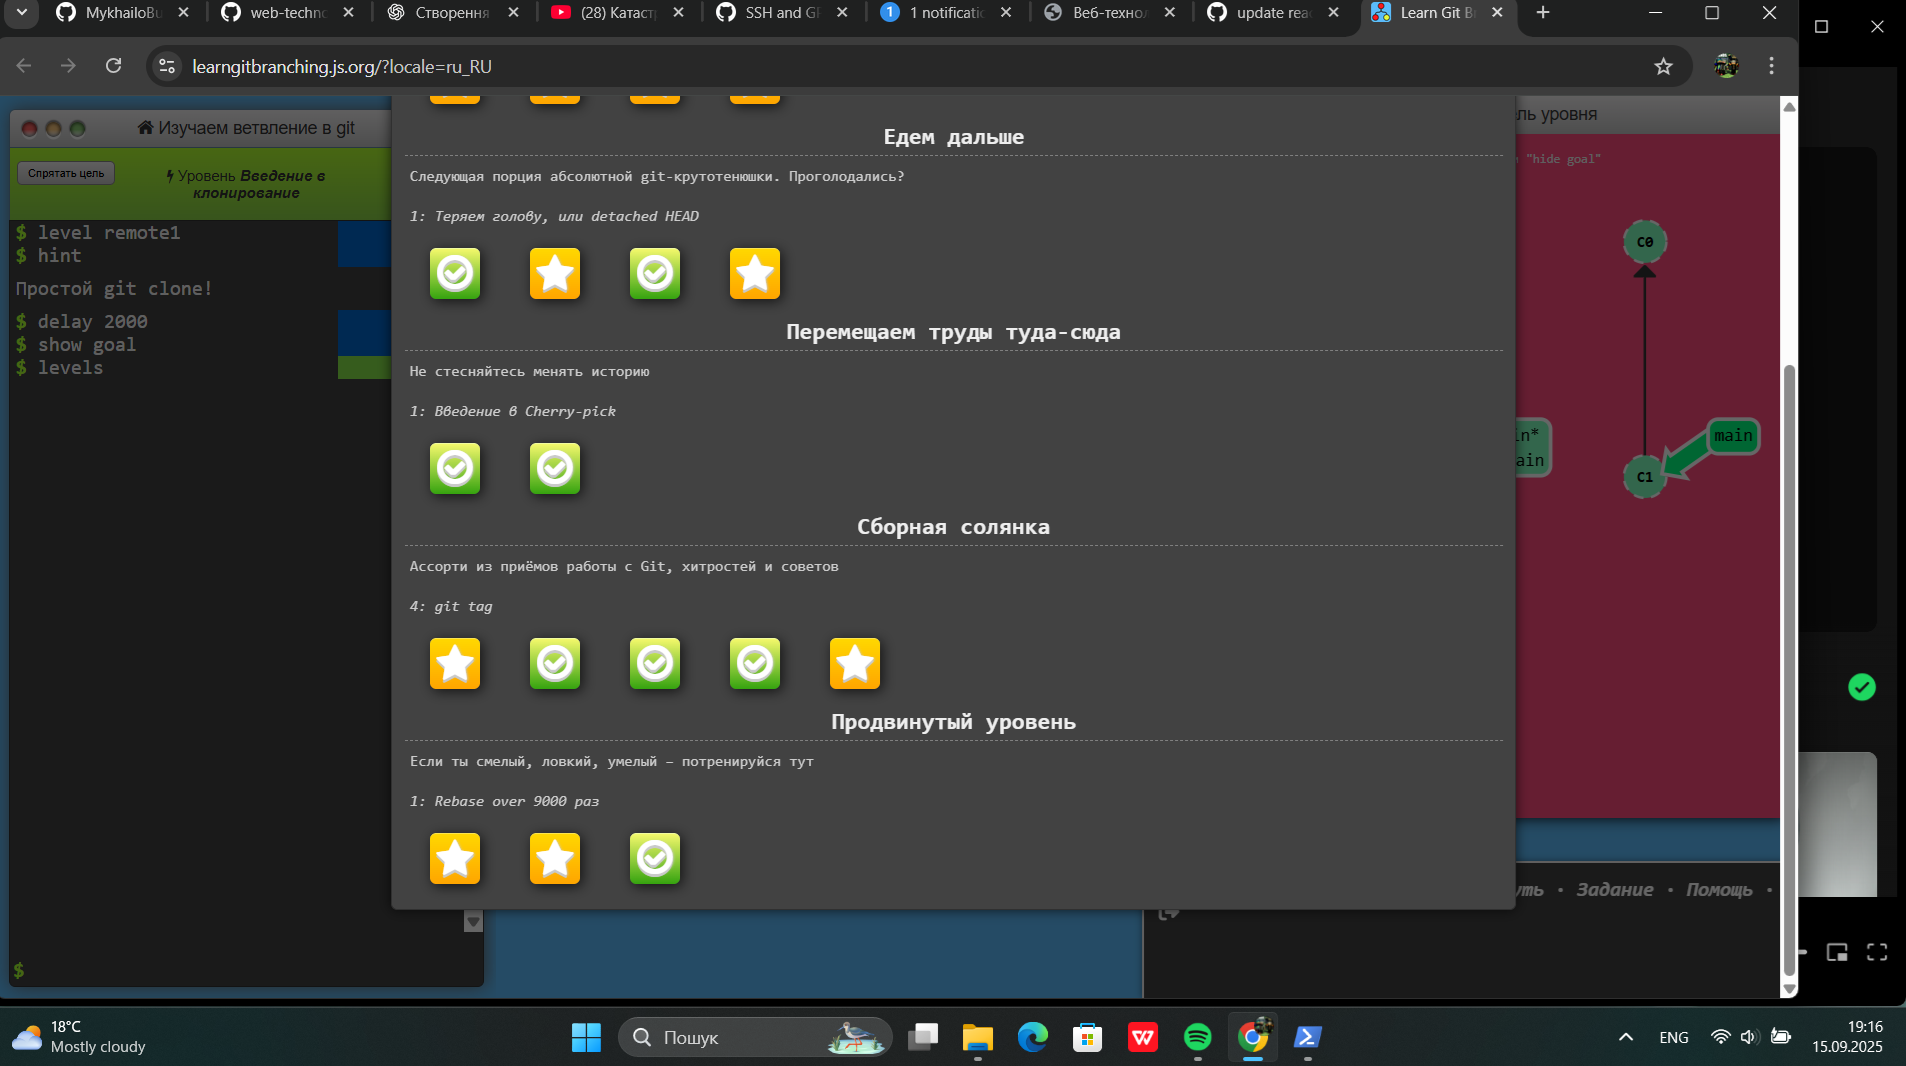 MykhailoBu
web-techno
Створення
(28) Катаст
SSH and GP
1 notificatio
Веб-технол
update rea
Learn Git B
learngitbranching.js.org/?locale=ru_RU
Изучаем ветвление в git
Спрятать цель
Уровень Введение в
клонирование
$ level remote1
$ hint
Простой git clone!
$ delay 2000
$ show goal
$ levels
$
Едем дальше
Следующая порция абсолютной git-крутотенюшки. Проголодались?
1: Теряем голову, или detached HEAD
Перемещаем труды туда-сюда
Не стесняйтесь менять историю
1: Введение в Cherry-pick
Сборная солянка
Ассорти из приёмов работы с Git, хитростей и советов
4: git tag
Продвинутый уровень
Если ты смелый, ловкий, умелый — потренируйся тут
1: Rebase over 9000 раз
ль уровня
"hide goal"
C0
in*
ain
main
C1
уть • Задание • Помощь •
18°C
Mostly cloudy
Пошук
ENG
19:16
15.09.2025